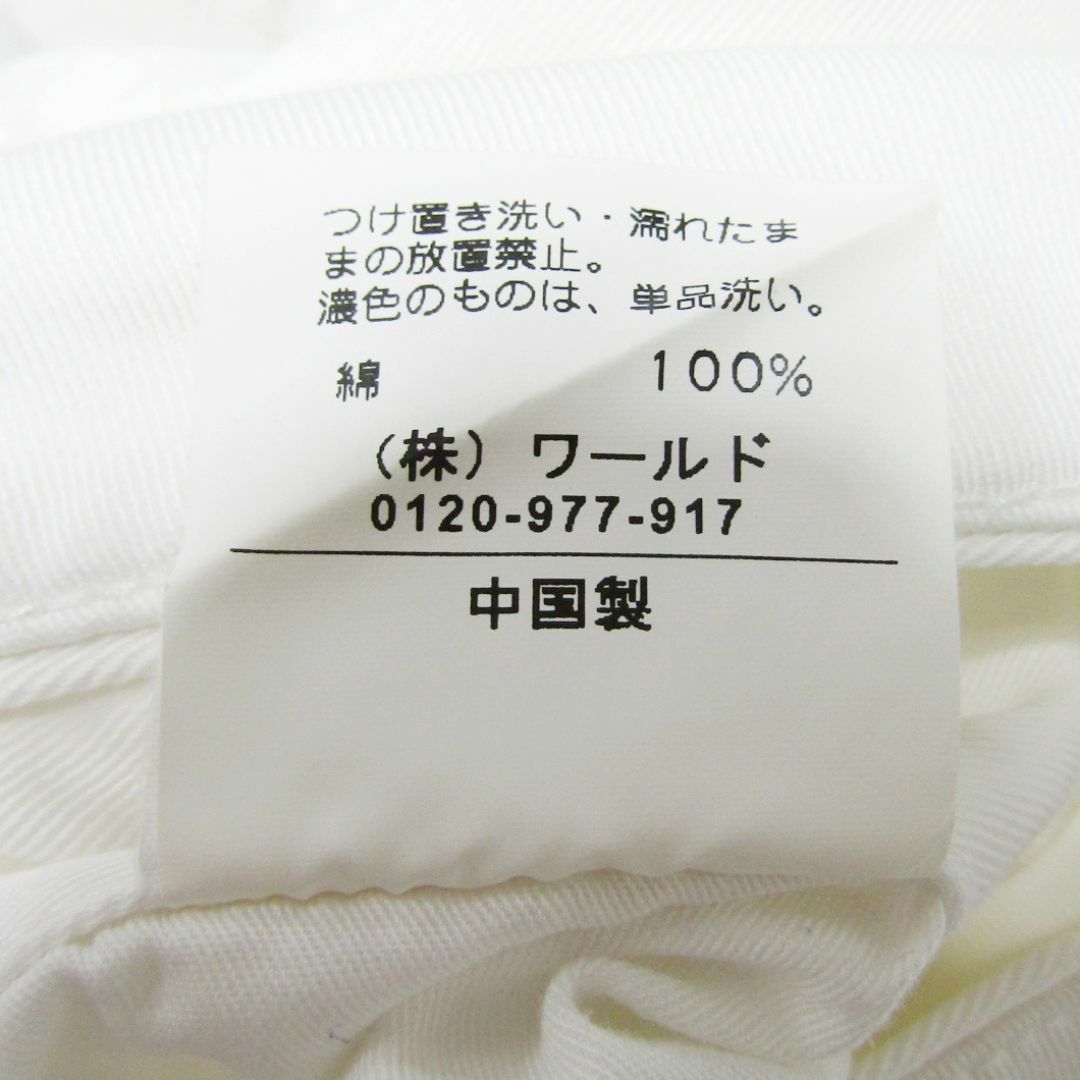 つけ置き洗い・濡れたま
まの放置禁止。
濃色のものは、単品洗い。
綿 100%
(株)ワールド
0120-977-917
中国製